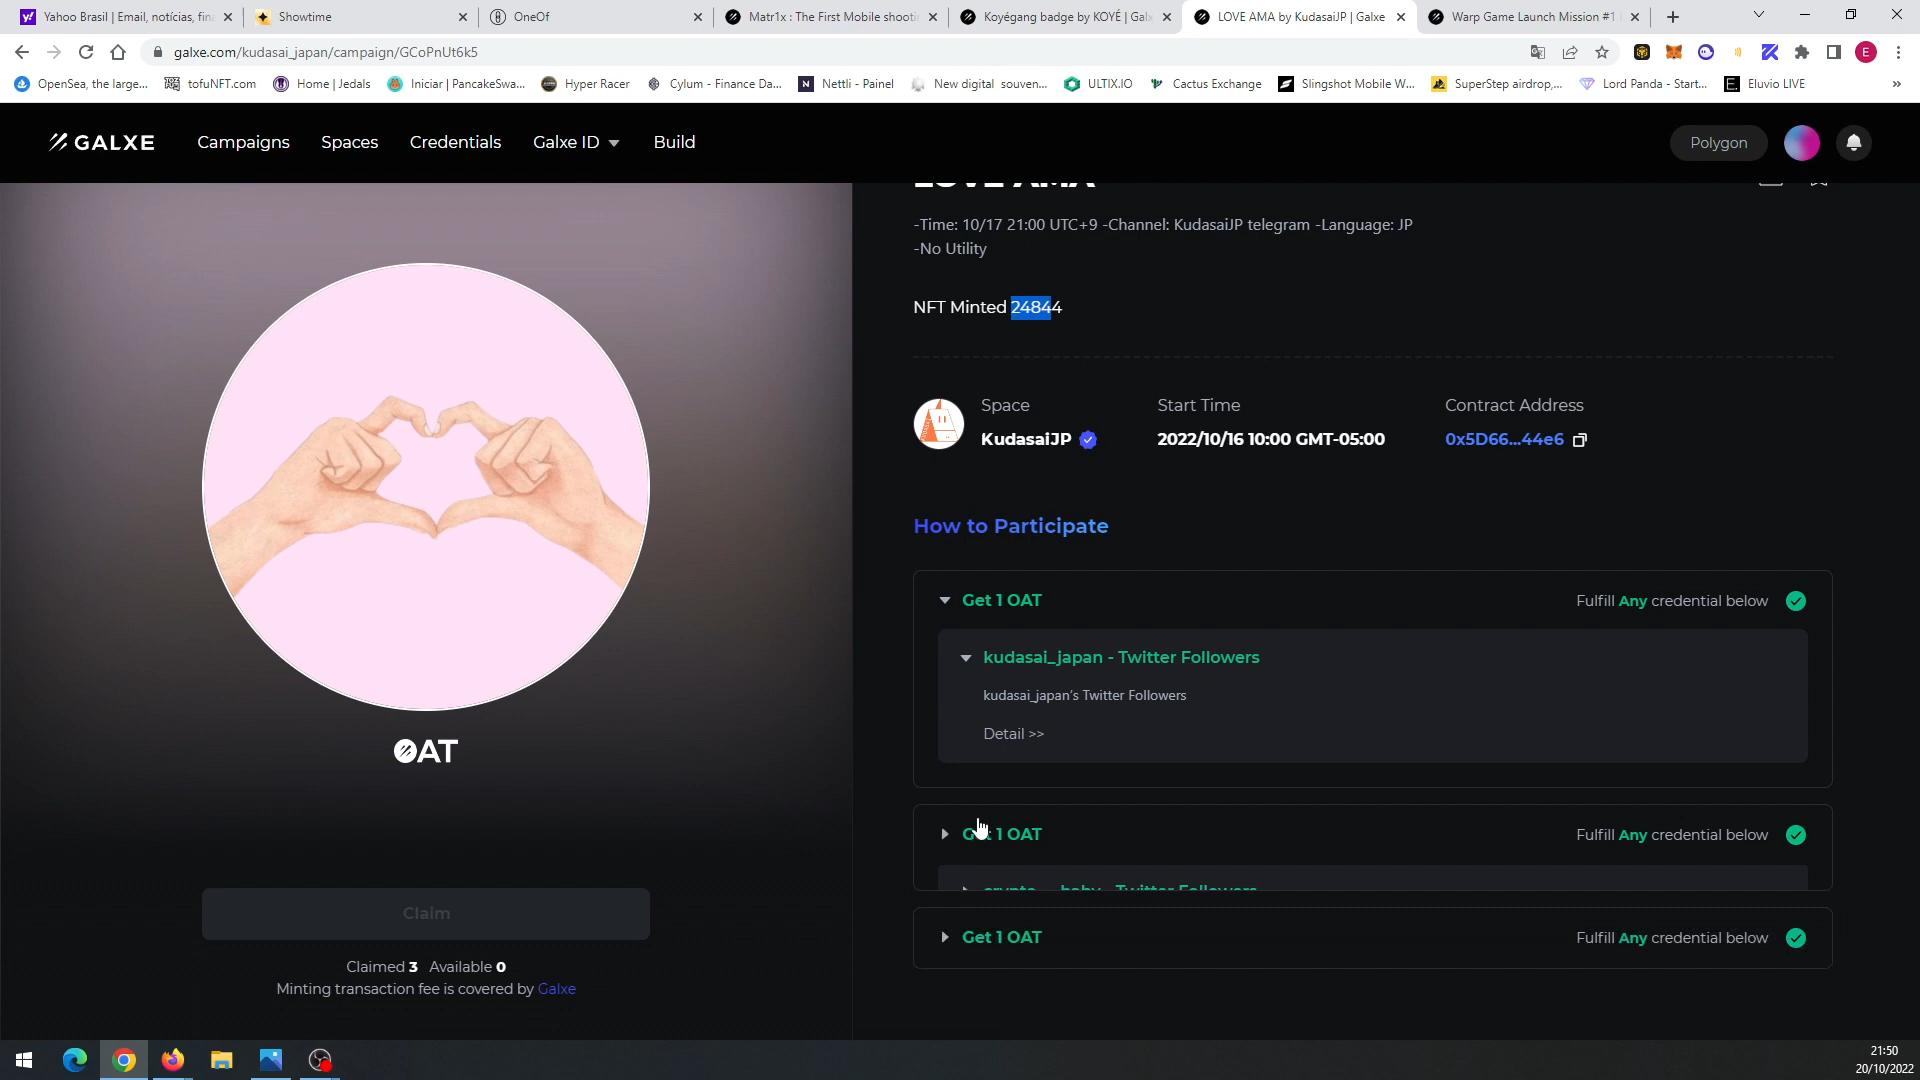 Yahoo Brasil | Email, notícias, fin
Showtime
OneOf
Matr1x : The First Mobile shooti
Koyégang badge by KOYÉ | Galx
LOVE AMA by KudasaiJP | Galxe
Warp Game Launch Mission #1
galxe.com/kudasai_japan/campaign/GCoPnUt6k5
E
OpenSea, the large...
tofuNFT.com
Home | Jedals
Iniciar | PancakeSwa...
Hyper Racer
Cylum - Finance Da...
Nettli - Painel
New digital souven...
ULTIX.IO
Cactus Exchange
Slingshot Mobile W...
SuperStep airdrop,...
Lord Panda - Start...
Eluvio LIVE
»
GALXE
Campaigns
Spaces
Credentials
Galxe ID
Build
Polygon
LOVE AMA
-Time: 10/17 21:00 UTC+9 -Channel: KudasaiJP telegram -Language: JP
-No Utility
NFT Minted 24844
Space
KudasaiJP
Start Time
2022/10/16 10:00 GMT-05:00
Contract Address
0x5D66...44e6
How to Participate
Get 1 OAT
Fulfill Any credential below
kudasai_japan - Twitter Followers
kudasai_japan's Twitter Followers
Detail >>
Get 1 OAT
Fulfill Any credential below
Get 1 OAT
Fulfill Any credential below
OAT
Claim
Claimed 3 Available 0
Minting transaction fee is covered by Galxe
21:50
20/10/2022